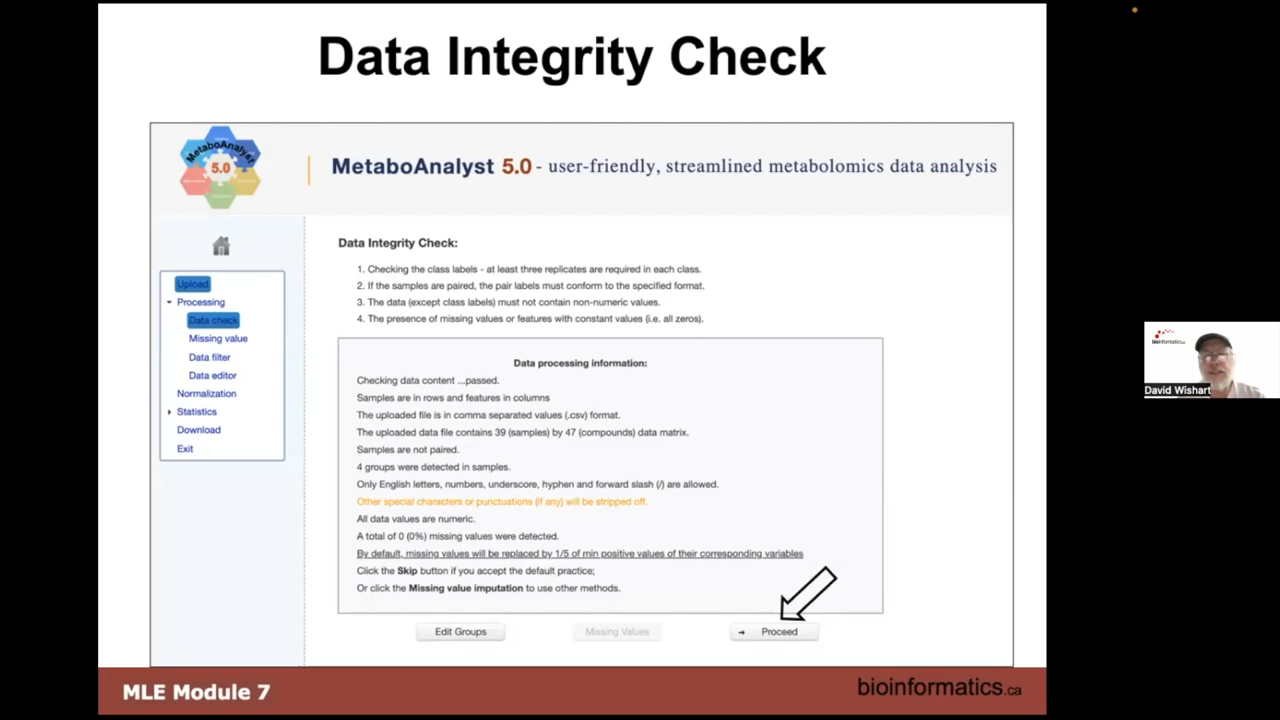 Data Integrity Check
MetaboAnalyst
5.0
MetaboAnalyst 5.0 - user-friendly, streamlined metabolomics data analysis
Upload
Processing
Data check
Missing value
Data filter
Data editor
Normalization
Statistics
Download
Exit
Data Integrity Check:
1. Checking the class labels - at least three replicates are required in each class.
2. If the samples are paired, the pair labels must conform to the specified format.
3. The data (except class labels) must not contain non-numeric values.
4. The presence of missing values or features with constant values (i.e. all zeros).
Data processing information:
Checking data content ...passed.
Samples are in rows and features in columns
The uploaded file is in comma separated values (.csv) format.
The uploaded data file contains 39 (samples) by 47 (compounds) data matrix.
Samples are not paired.
4 groups were detected in samples.
Only English letters, numbers, underscore, hyphen and forward slash (/) are allowed.
Other special characters or punctuations (if any) will be stripped off.
All data values are numeric.
A total of 0 (0%) missing values were detected.
By default, missing values will be replaced by 1/5 of min positive values of their corresponding variables
Click the Skip button if you accept the default practice;
Or click the Missing value imputation to use other methods.
Edit Groups
Missing Values
Proceed
MLE Module 7
bioinformatics.ca
bioinformatics.ca
David Wishart